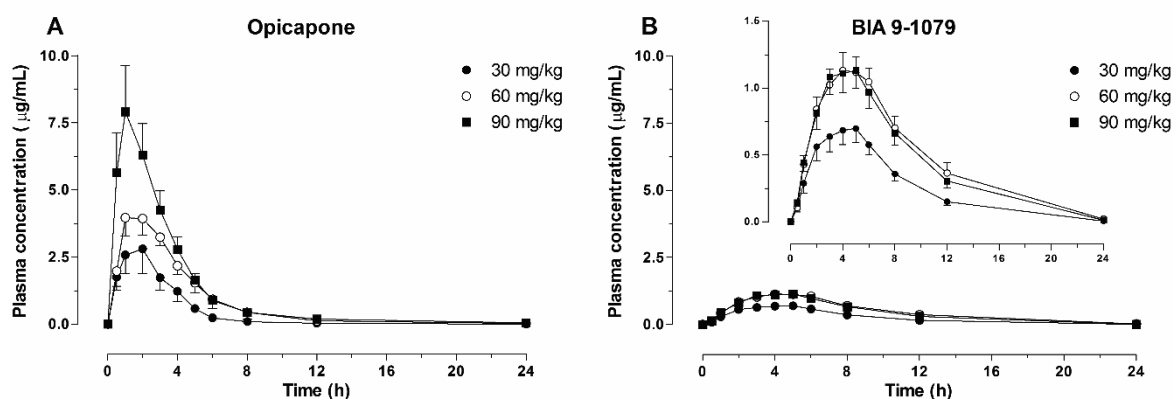 A
Opicapone
Plasma concentration ( μg/mL)
10.0
7.5
5.0
2.5
0.0
30 mg/kg
60 mg/kg
90 mg/kg
0 4 8 12 16 20 24
Time (h)
B
BIA 9-1079
Plasma concentration ( μg/mL)
10.0
7.5
5.0
2.5
0.0
1.6
1.2
0.8
0.4
0.0
0 4 8 12 16 20 24
30 mg/kg
60 mg/kg
90 mg/kg
0 4 8 12 16 20 24
Time (h)